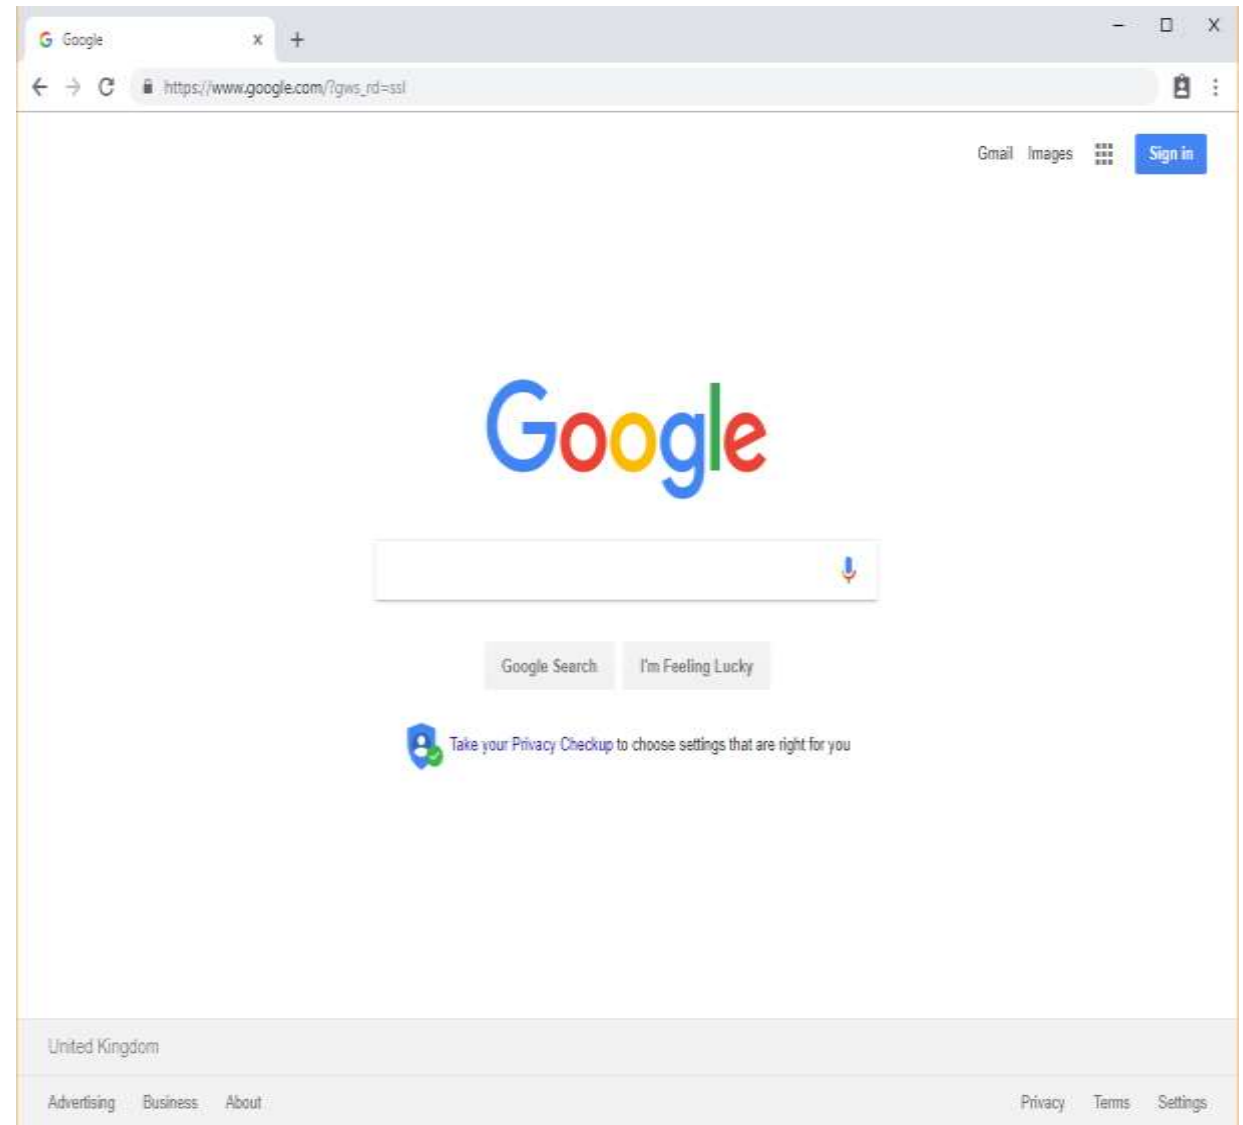 Google x +
https://www.google.com/?gws_rd=ssl
Gmail Images Sign in
Google
Google Search I'm Feeling Lucky
Take your Privacy Checkup to choose settings that are right for you
United Kingdom
Advertising Business About Privacy Terms Settings